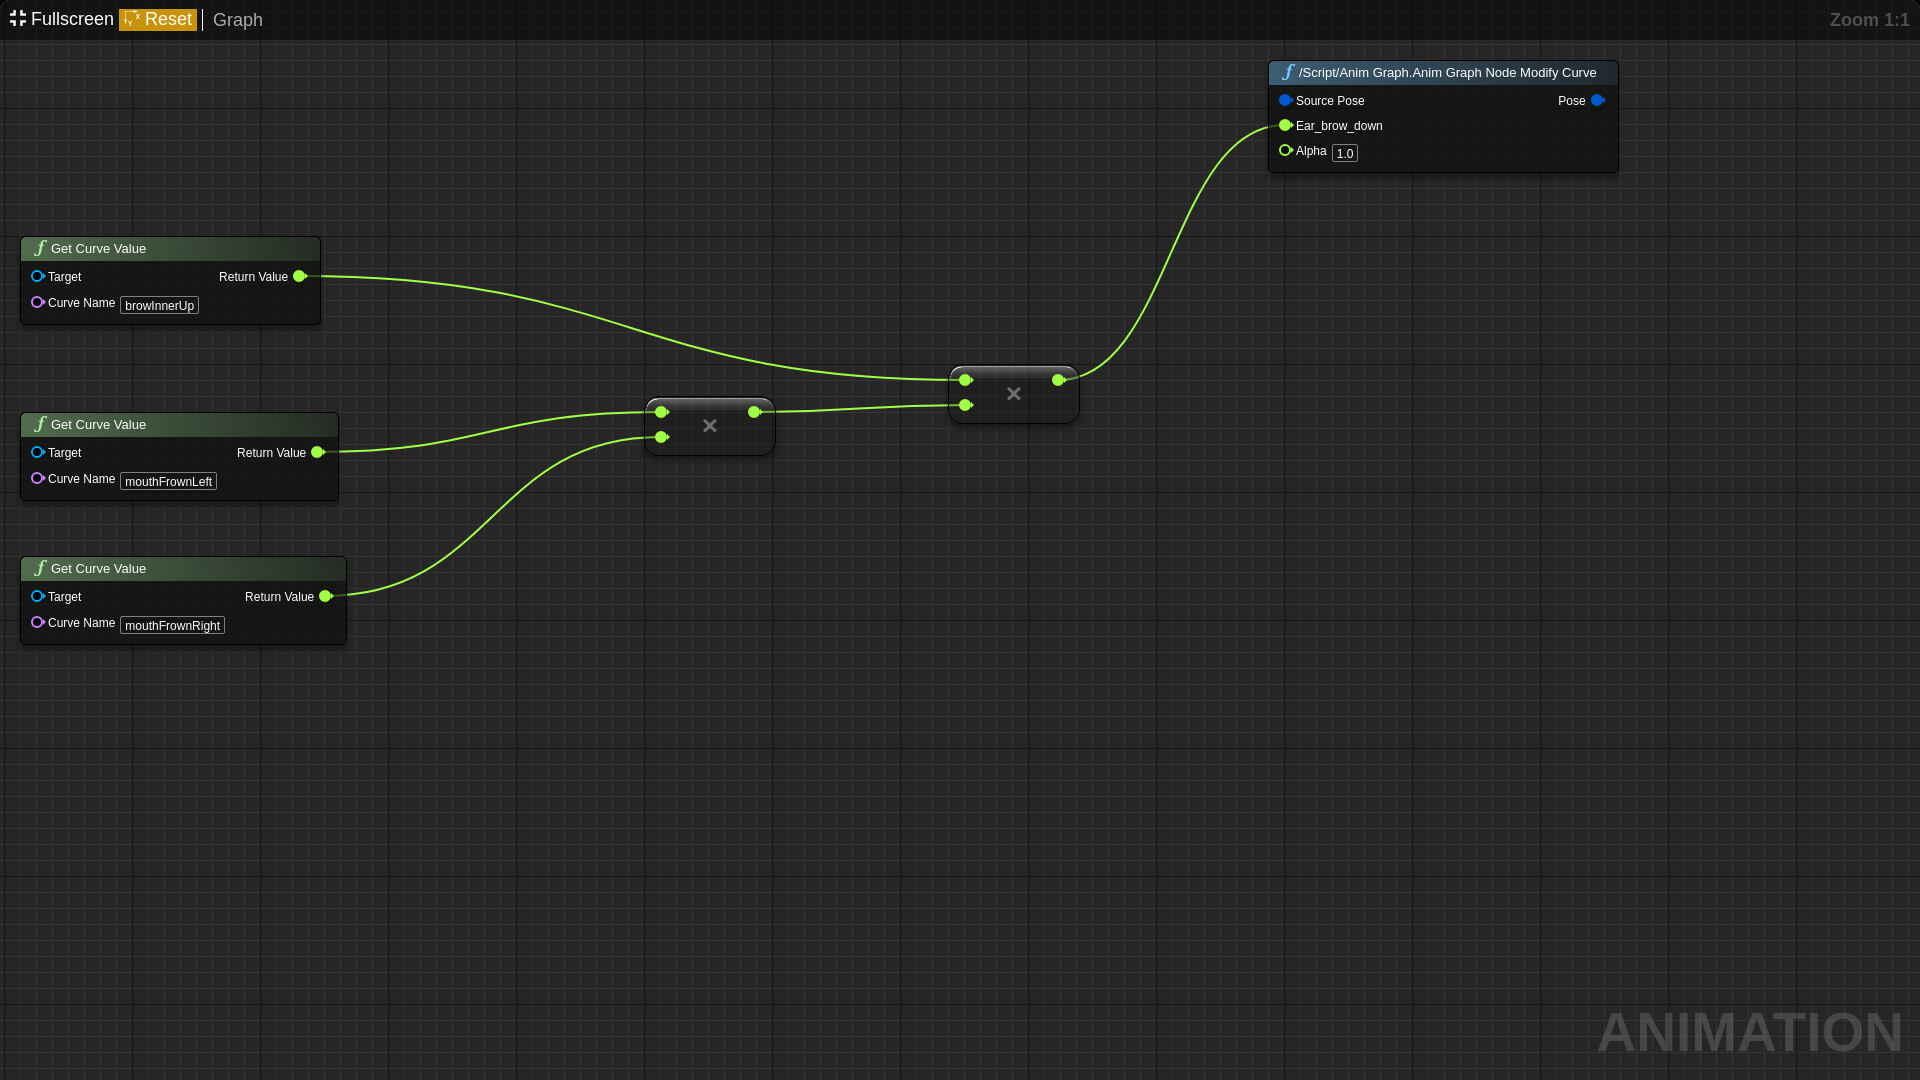 Fullscreen Reset Graph Zoom 1:1
/Script/Anim Graph.Anim Graph Node Modify Curve
Source Pose Pose
Ear_brow_down
Alpha 1.0
Get Curve Value
Target Return Value
Curve Name browInnerUp
Get Curve Value
Target Return Value
Curve Name mouthFrownLeft
Get Curve Value
Target Return Value
Curve Name mouthFrownRight
ANIMATION